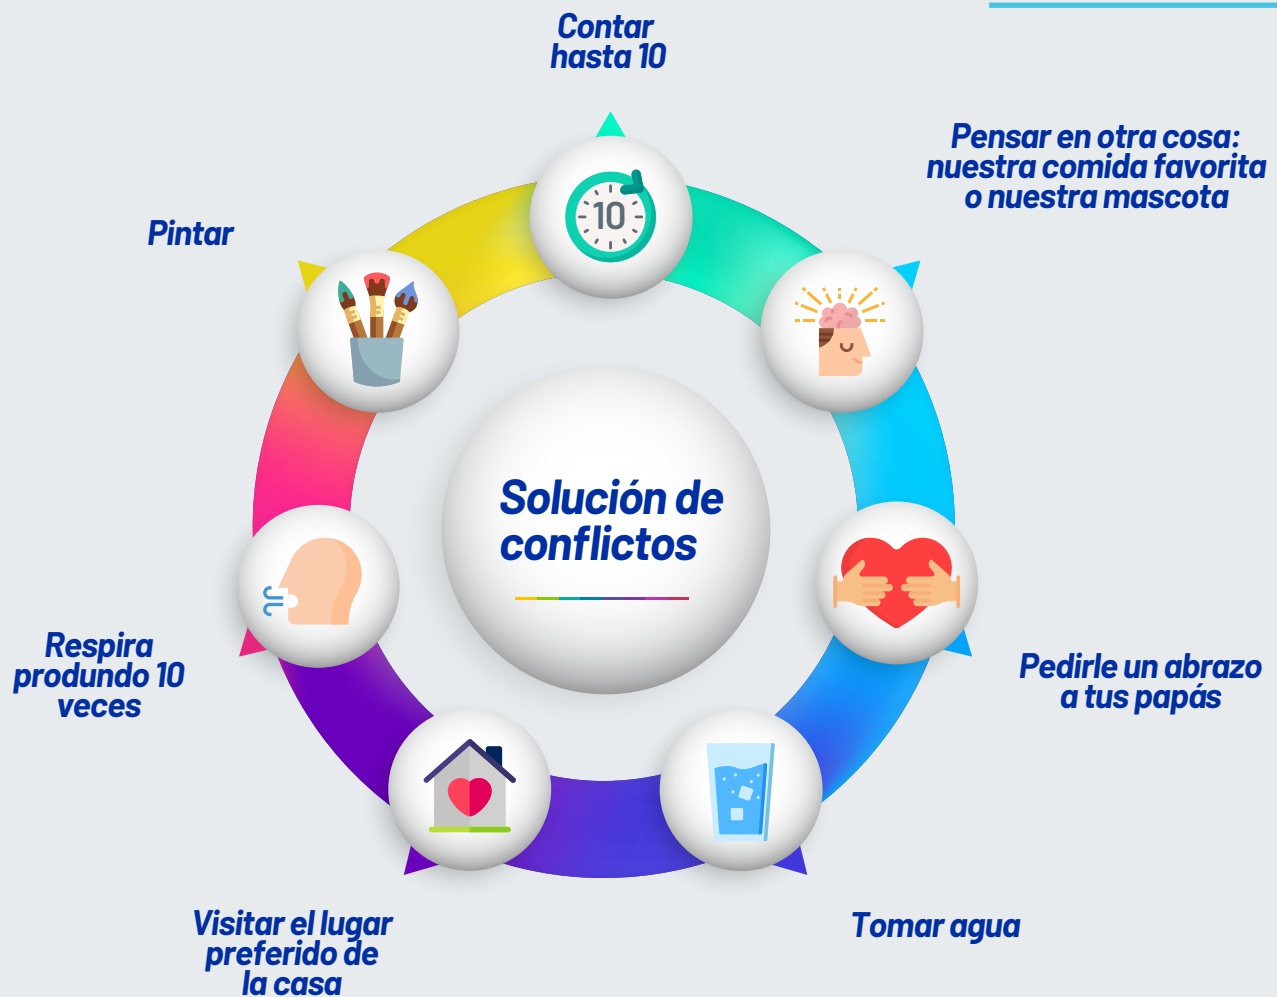 Contar
hasta 10
10
Pensar en otra cosa:
nuestra comida favorita
o nuestra mascota
Pedirle un abrazo
a tus papás
Tomar agua
Visitar el lugar
preferido de
la casa
Respira
produndo 10
veces
Pintar
Solución de
conflictos